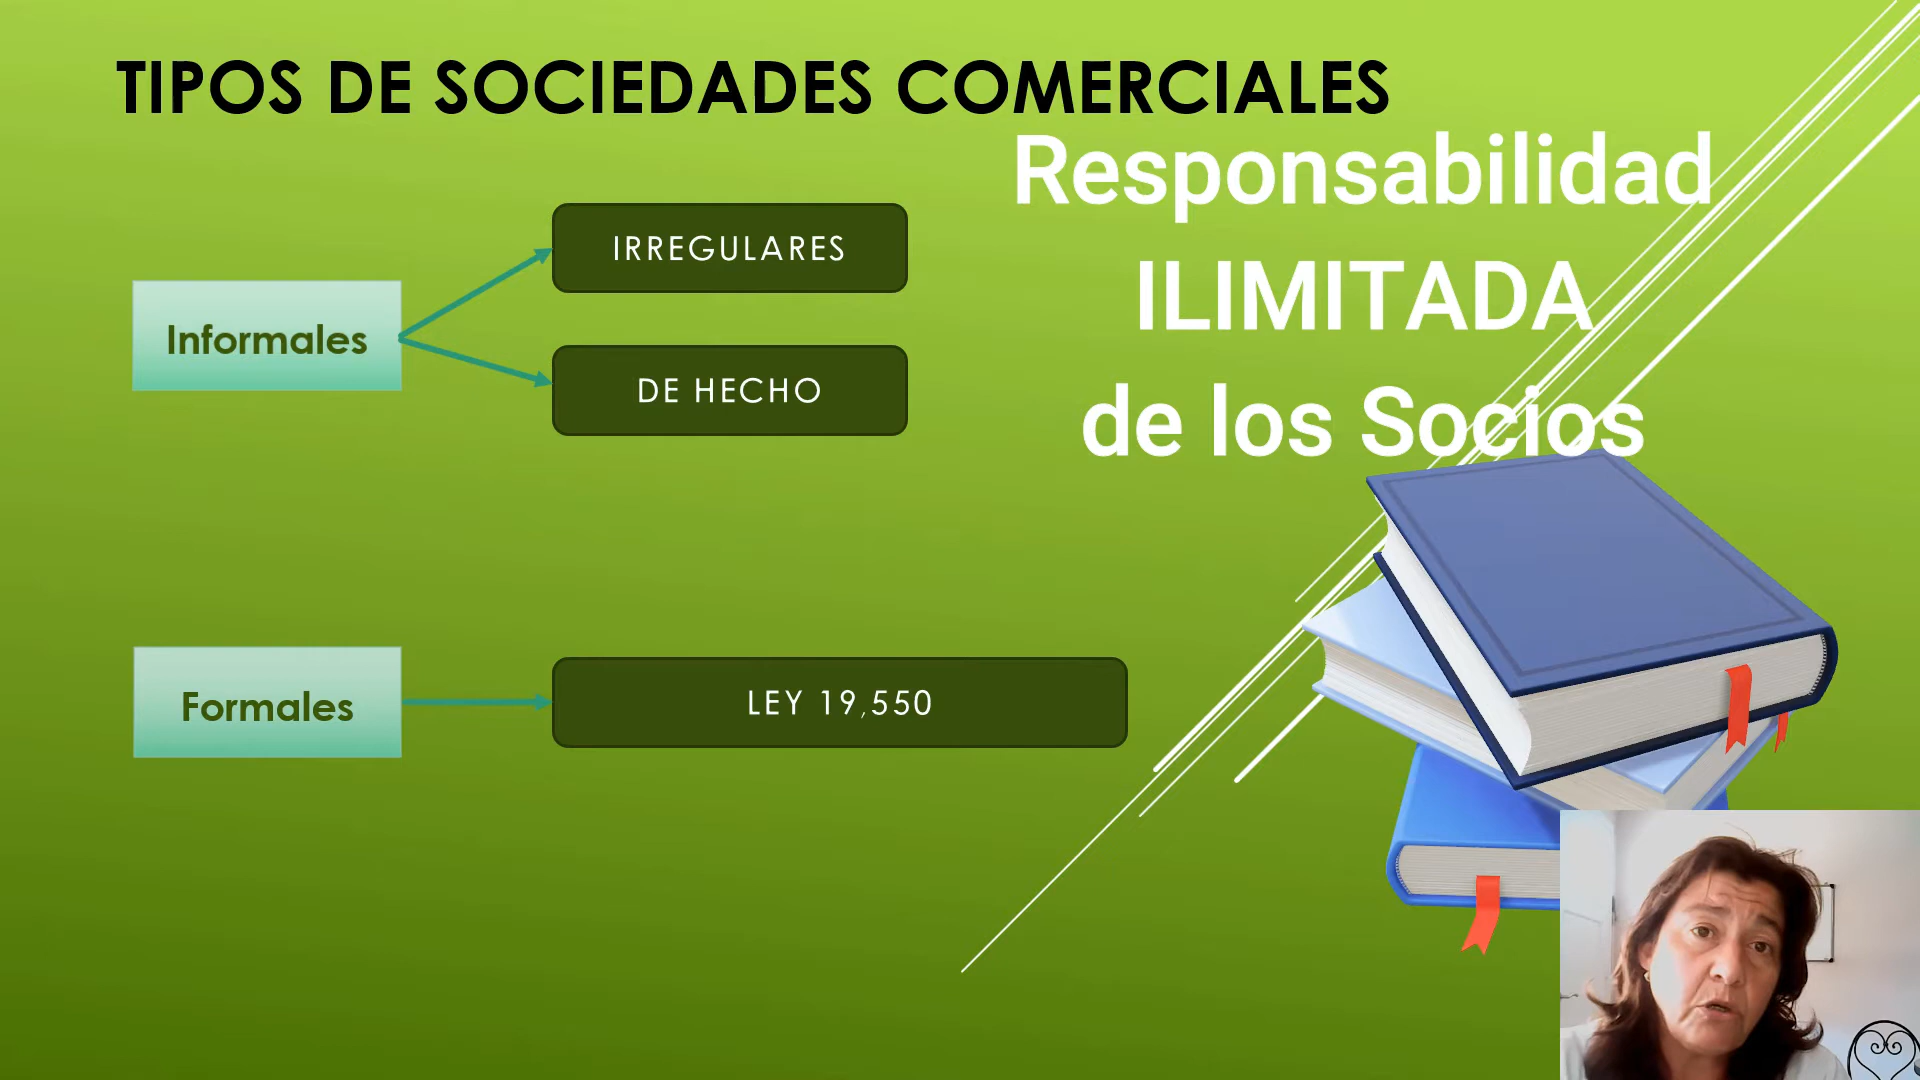 TIPOS DE SOCIEDADES COMERCIALES
Responsabilidad
ILIMITADA
de los Socios
IRREGULARES
Informales
DE HECHO
Formales
LEY 19,550